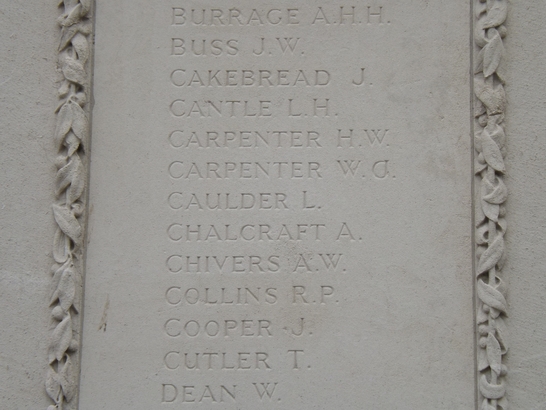 BURRAGE A.H.H.
BUSS J.W.
CAKEBREAD J.
CANTLE L.H.
CARPENTER H.W.
CARPENTER W.G.
CAULDER L.
CHALCRAFT A.
CHIVERS A.W.
COLLINS R.P.
COOPER J.
CUTLER T.
DEAN W.